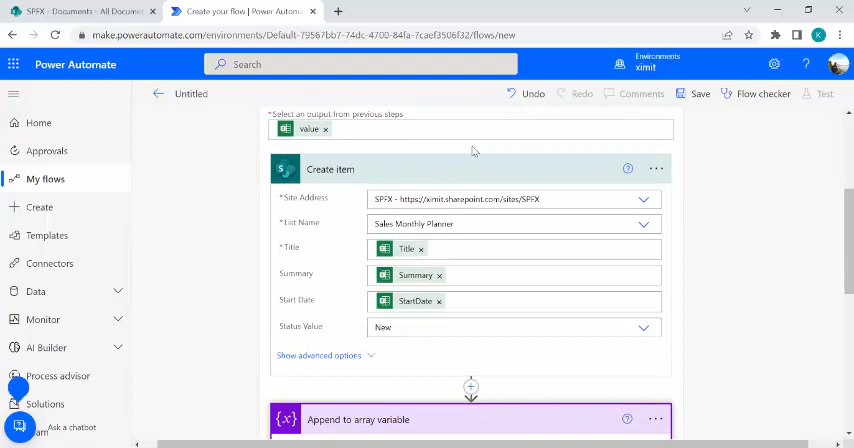 SPFX - Documents - All Document
Create your flow | Power Automate
make.powerautomate.com/environments/Default-79567bb7-dc44-4700-84fa-7caef3506f32/flows/new
K
Power Automate
Search
Environments
ximit
?
Untitled
Undo
Redo
Comments
Save
Flow checker
Test
Home
Approvals
My flows
Create
Templates
Connectors
Data
Monitor
AI Builder
Process advisor
Solutions
Ask a chatbot
*Select an output from previous steps
value ×
Create item
?
* Site Address
SPFX - https://ximit.sharepoint.com/sites/SPFX
* List Name
Sales Monthly Planner
* Title
Title ×
Summary
Summary ×
Start Date
StartDate ×
Status Value
New
Show advanced options
{x} Append to array variable
?